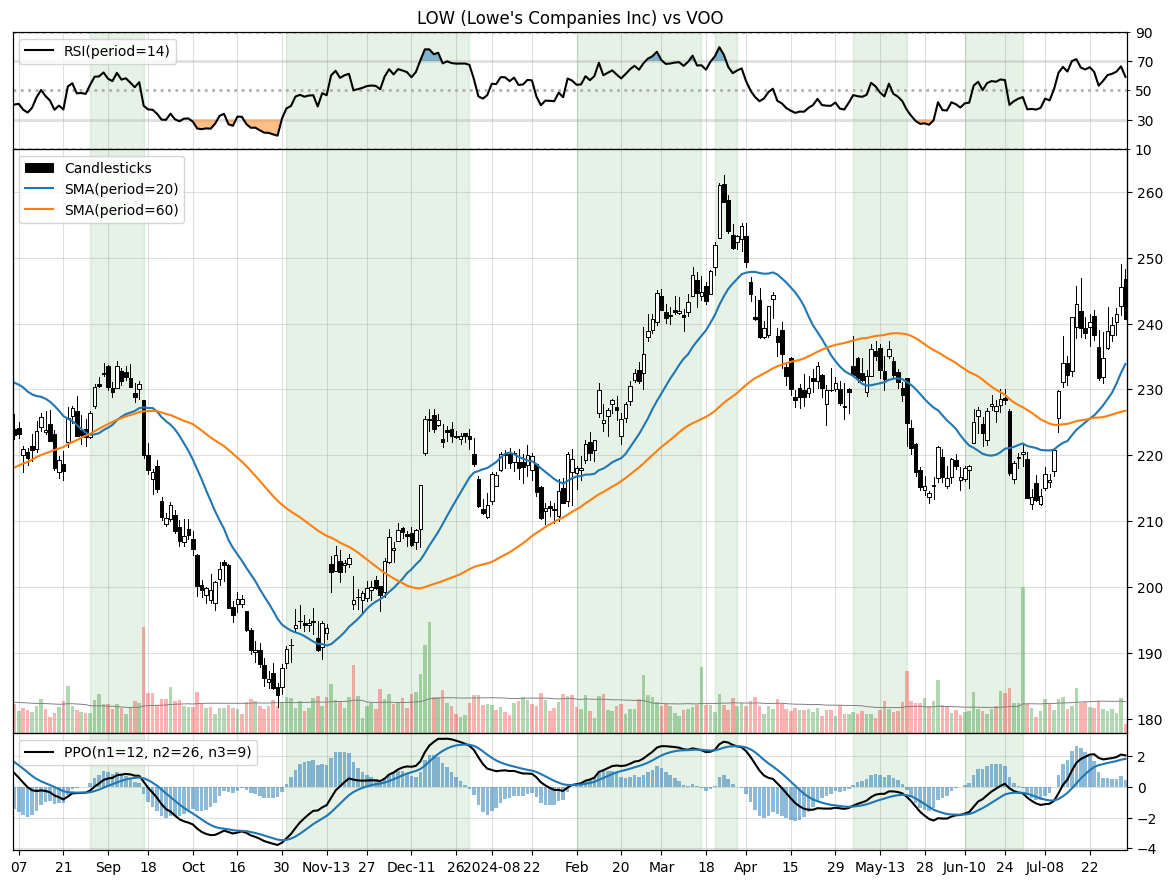 LOW (Lowe's Companies Inc) vs VOO
RSI(period=14)
90
70
50
30
10
Candlesticks
SMA(period=20)
SMA(period=60)
260
250
240
230
220
210
200
190
180
PPO(n1=12, n2=26, n3=9)
2
0
−2
−4
07 21 Sep 18 Oct 16 30 Nov-13 27 Dec-11 26 2024-08 22 Feb 20 Mar 18 Apr 15 29 May-13 28 Jun-10 24 Jul-08 22